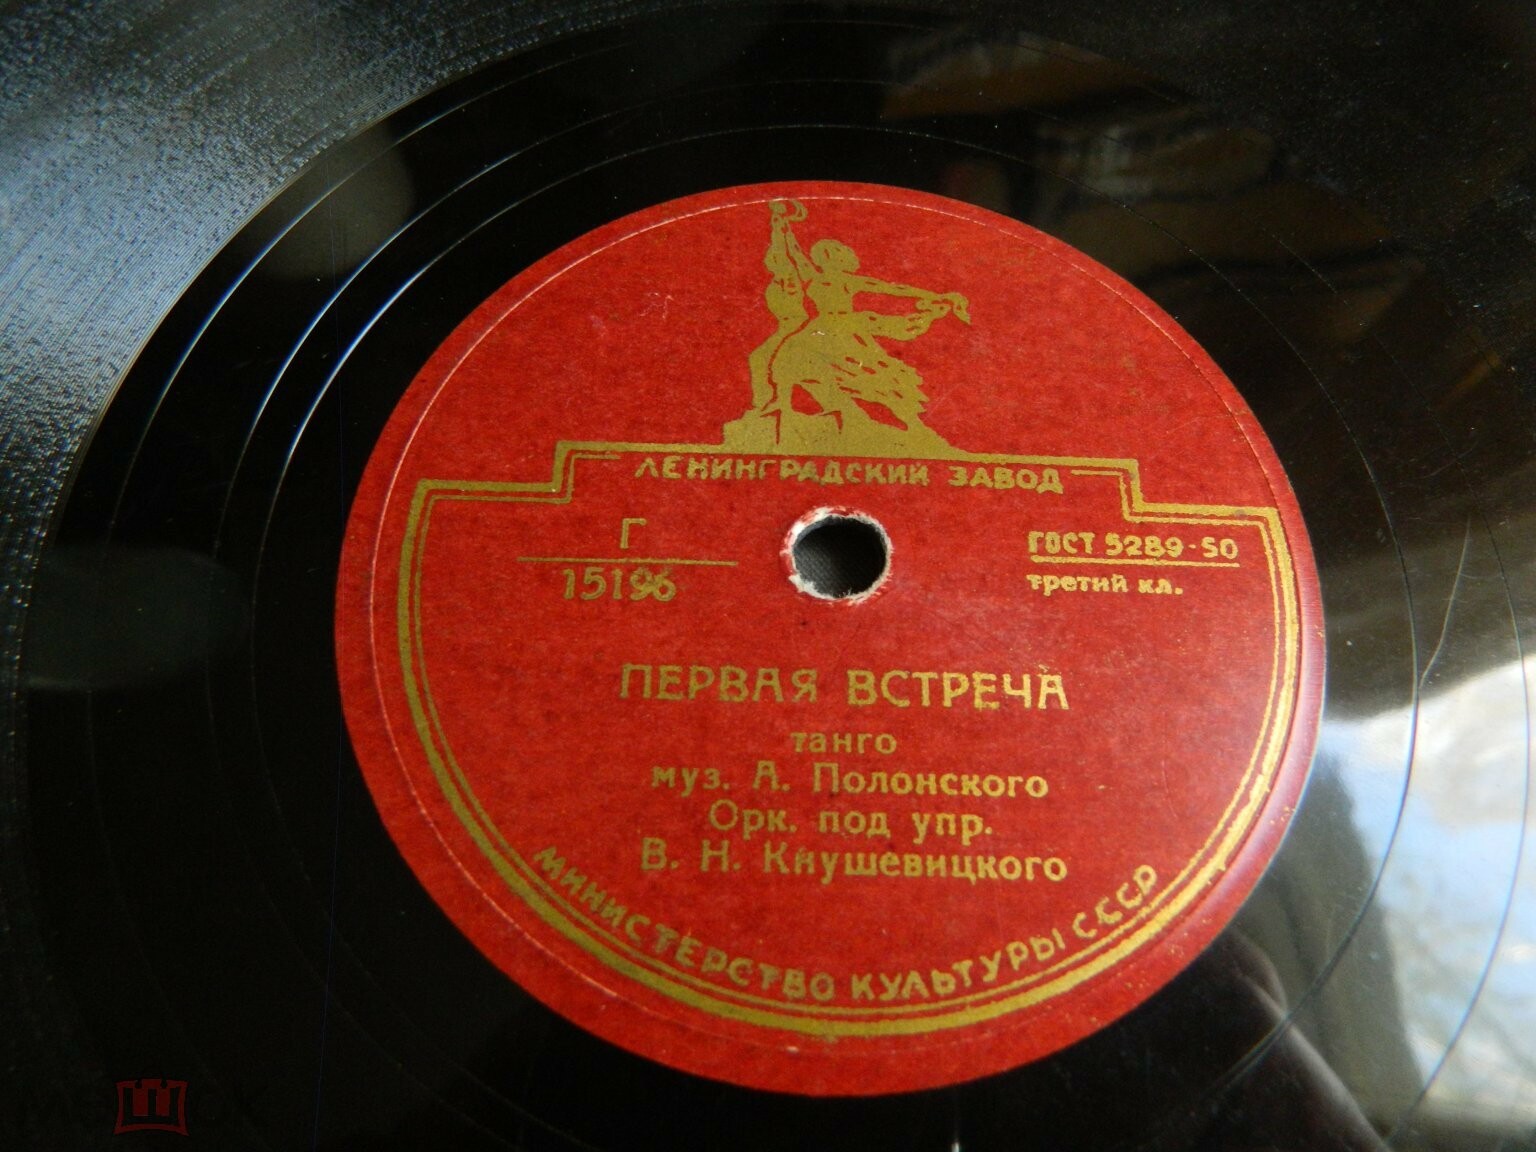 ЛЕНИНГРАДСКИЙ ЗАВОД
Г
15196
ГОСТ 5289-50
третий кл.
ПЕРВАЯ ВСТРЕЧА
танго
муз. А. Полонского
Орк. под упр.
В. Н. Кнушевицкого
МИНИСТЕРСТВО КУЛЬТУРЫ СССР
мешок